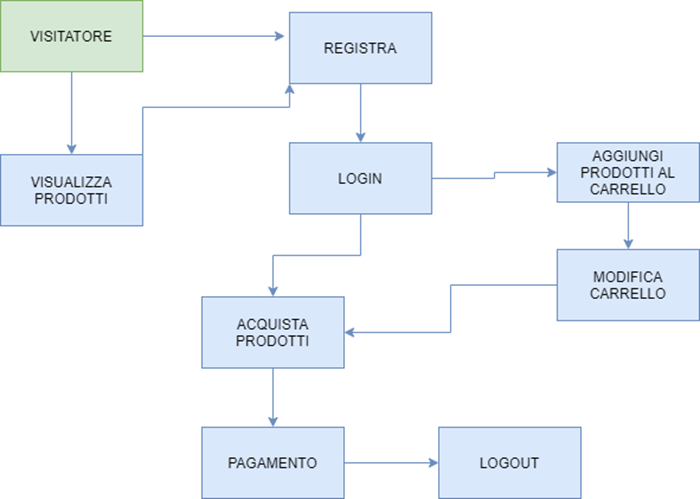 VISITATORE
REGISTRA
VISUALIZZA
PRODOTTI
LOGIN
AGGIUNGI
PRODOTTI AL
CARRELLO
MODIFICA
CARRELLO
ACQUISTA
PRODOTTI
PAGAMENTO
LOGOUT